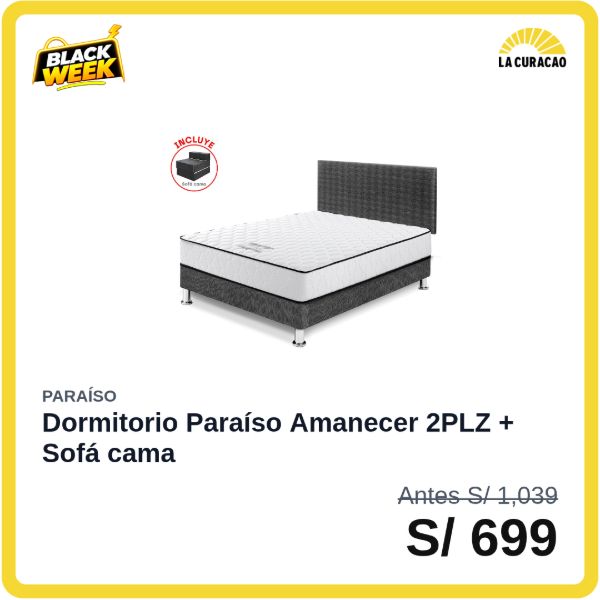 BLACK
WEEK
LA CURACAO
INCLUYE
Sofá cama
PARAÍSO
Dormitorio Paraíso Amanecer 2PLZ +
Sofá cama
Antes S/ 1,039
S/ 699